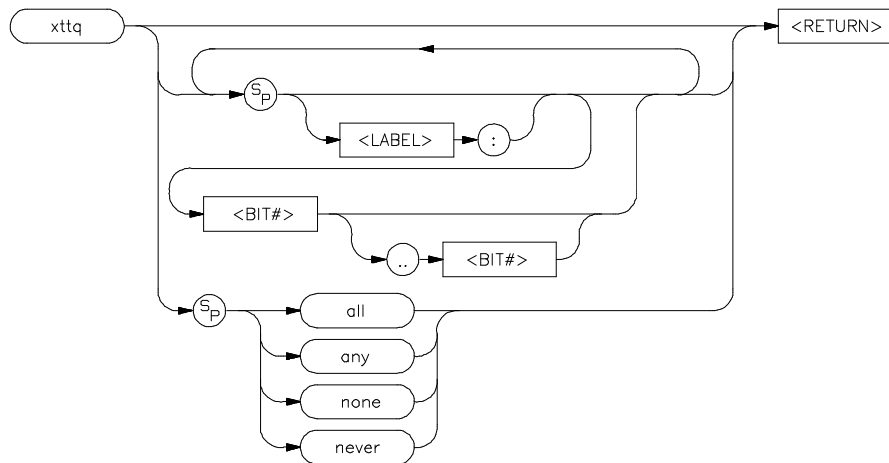 xttq
<RETURN>
SP
<LABEL>
:
<BIT#>
..
<BIT#>
SP
all
any
none
never